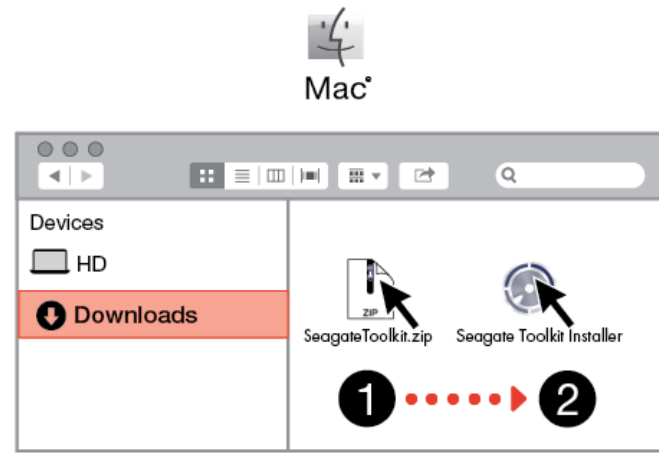 Mac
Devices
HD
Downloads
ZIP
SeagateToolkit.zip
Seagate Toolkit Installer
1
2